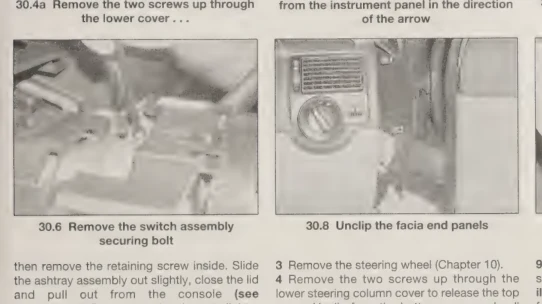 30.4a Remove the two screws up through
the lower cover . . .
from the instrument panel in the direction
of the arrow
30.6 Remove the switch assembly
securing bolt
30.8 Unclip the facia end panels
then remove the retaining screw inside. Slide
the ashtray assembly out slightly, close the lid
and pull out from the console (see
3 Remove the steering wheel (Chapter 10).
4 Remove the two screws up through the
lower steering column cover to release the top
9
s